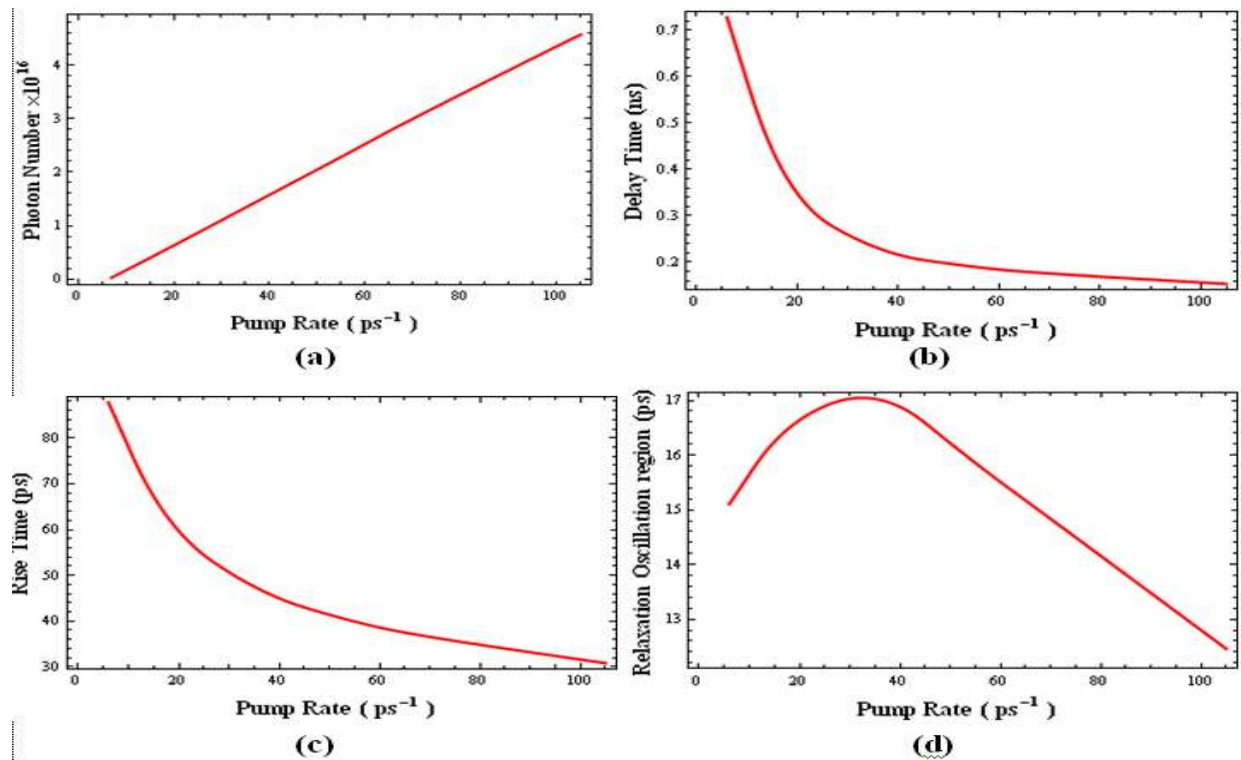 Photon Number ×10^16
4
3
2
1
0
0 20 40 60 80 100
Pump Rate ( ps⁻¹ )
(a)
Delay Time (ns)
0.7
0.6
0.5
0.4
0.3
0.2
0 20 40 60 80 100
Pump Rate ( ps⁻¹ )
(b)
Rise Time (ps)
80
70
60
50
40
30
0 20 40 60 80 100
Pump Rate ( ps⁻¹ )
(c)
Relaxation Oscillation region (ps)
17
16
15
14
13
0 20 40 60 80 100
Pump Rate ( ps⁻¹ )
(d)